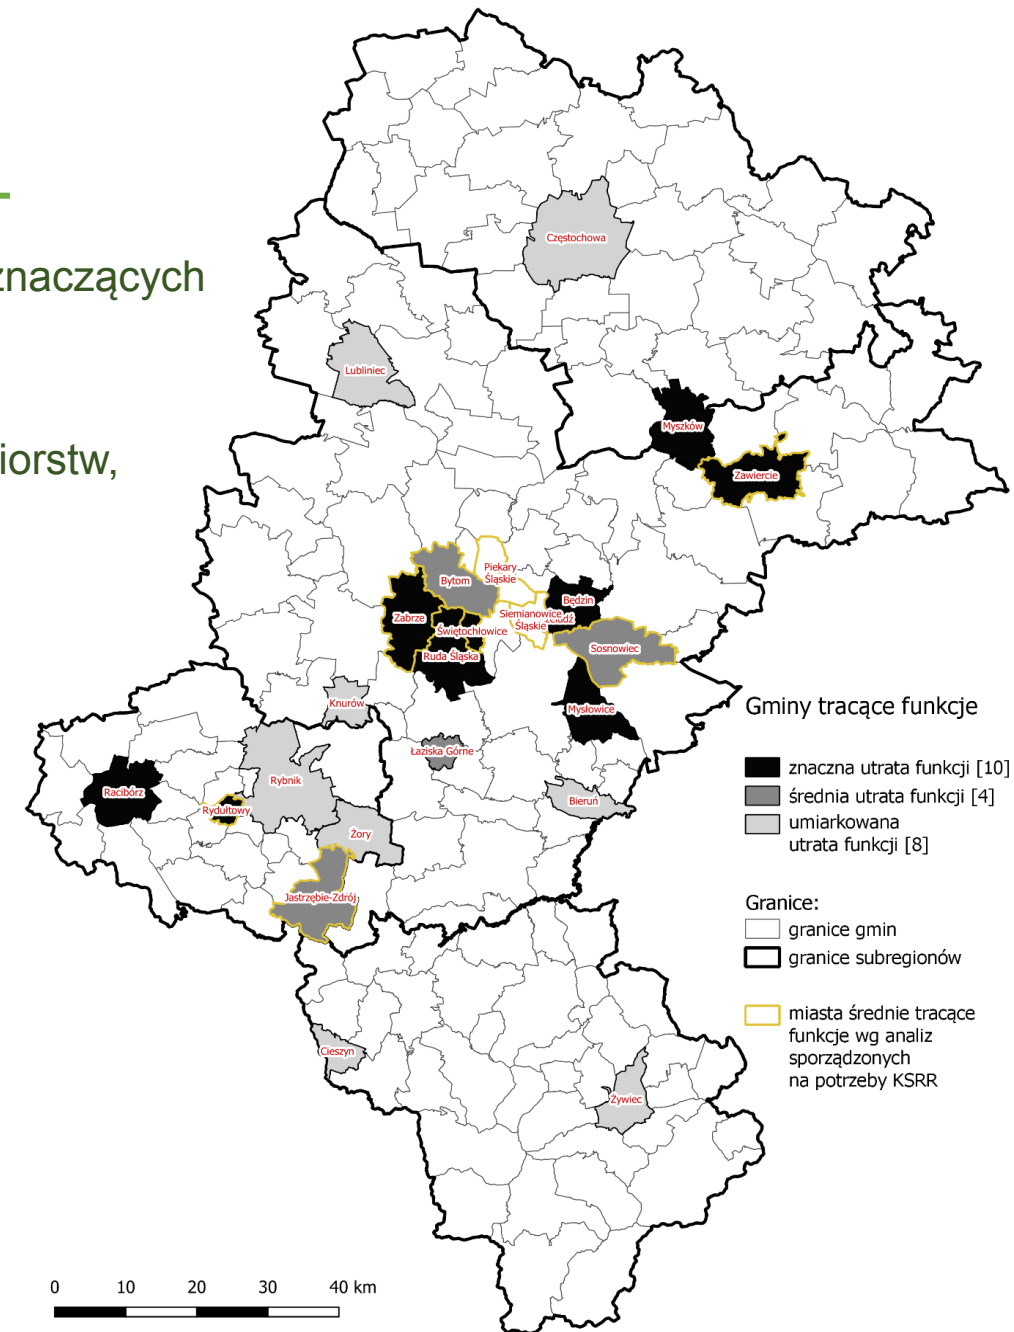 znaczących
iorstw,
Częstochowa
Lubliniec
Myszków
Zawiercie
Piekary
Śląskie
Bytom
Będzin
Zabrze
Siemianowice
Śląskie
Świętochłowice
Sosnowiec
Ruda Śląska
Knurów
Mysłowice
Łaziska Górne
Rybnik
Racibórz
Bieruń
Rydułtowy
Żory
Jastrzębie-Zdrój
Cieszyn
Żywiec
Gminy tracące funkcje
znaczna utrata funkcji [10]
średnia utrata funkcji [4]
umiarkowana
utrata funkcji [8]
Granice:
granice gmin
granice subregionów
miasta średnie tracące
funkcje wg analiz
sporządzonych
na potrzeby KSRR
0 10 20 30 40 km